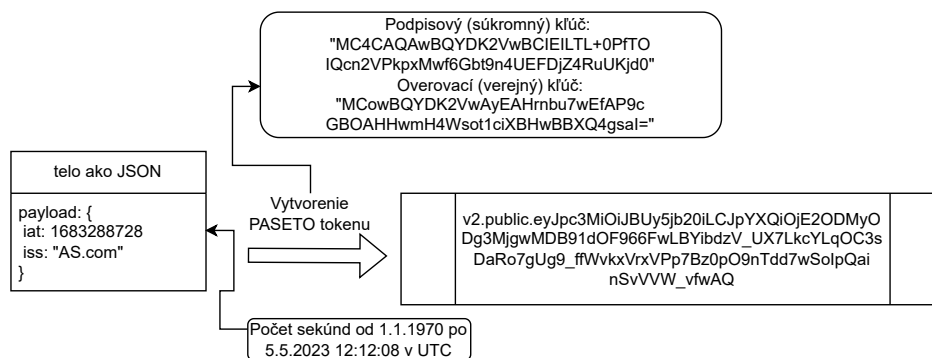 Podpisový (súkromný) kľúč:
"MC4CAQAwBQYDK2VwBCIEILTL+0PfTO
IQcn2VPkpxMwf6Gbt9n4UEFDjZ4RuUKjd0"
Overovací (verejný) kľúč:
"MCowBQYDK2VwAyEAHrnbu7wEfAP9c
GBOAHHwmH4Wsot1ciXBHwBBXQ4gsaI="
telo ako JSON
payload: {
iat: 1683288728
iss: "AS.com"
}
Vytvorenie
PASETO tokenu
v2.public.eyJpc3MiOiJBUy5jb20iLCJpYXQiOjE2ODMyO
Dg3MjgwMDB91dOF966FwLBYibdzV_UX7LkcYLqOC3s
DaRo7gUg9_ffWvkxVrxVPp7Bz0pO9nTdd7wSolpQai
nSvVVW_vfwAQ
Počet sekúnd od 1.1.1970 po
5.5.2023 12:12:08 v UTC